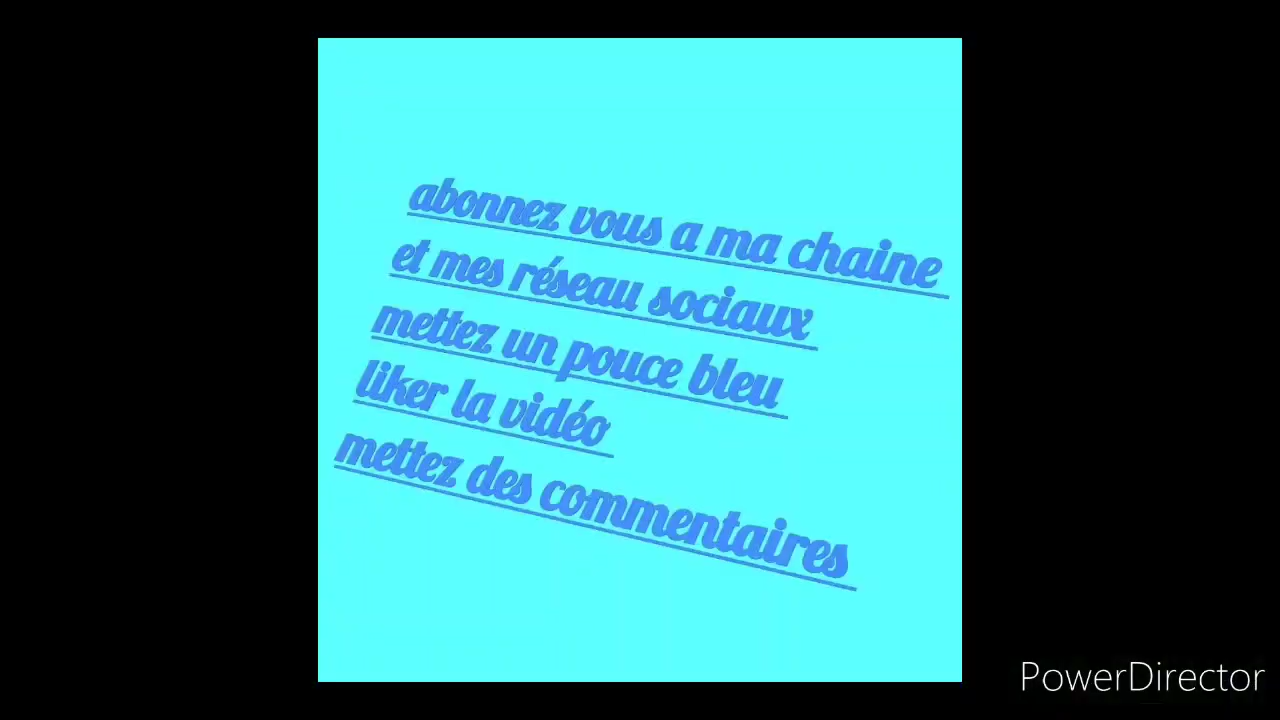 abonnez vous a ma chaine
et mes réseau sociaux
mettez un pouce bleu
liker la vidéo
mettez des commentaires
PowerDirector